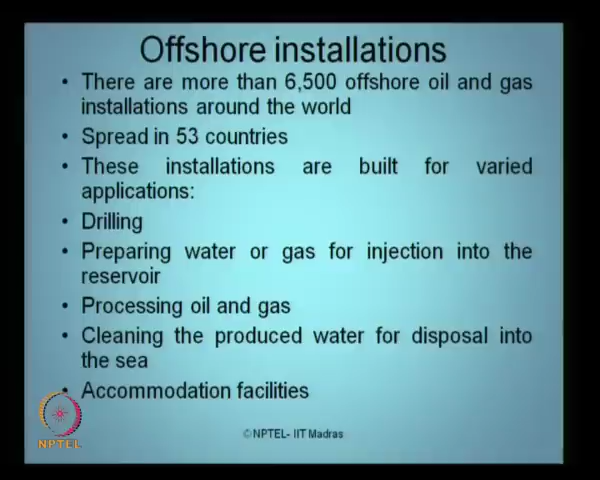 Offshore installations
• There are more than 6,500 offshore oil and gas
installations around the world
• Spread in 53 countries
• These installations are built for varied
applications:
• Drilling
• Preparing water or gas for injection into the
reservoir
• Processing oil and gas
• Cleaning the produced water for disposal into
the sea
• Accommodation facilities
NPTEL
©NPTEL- IIT Madras